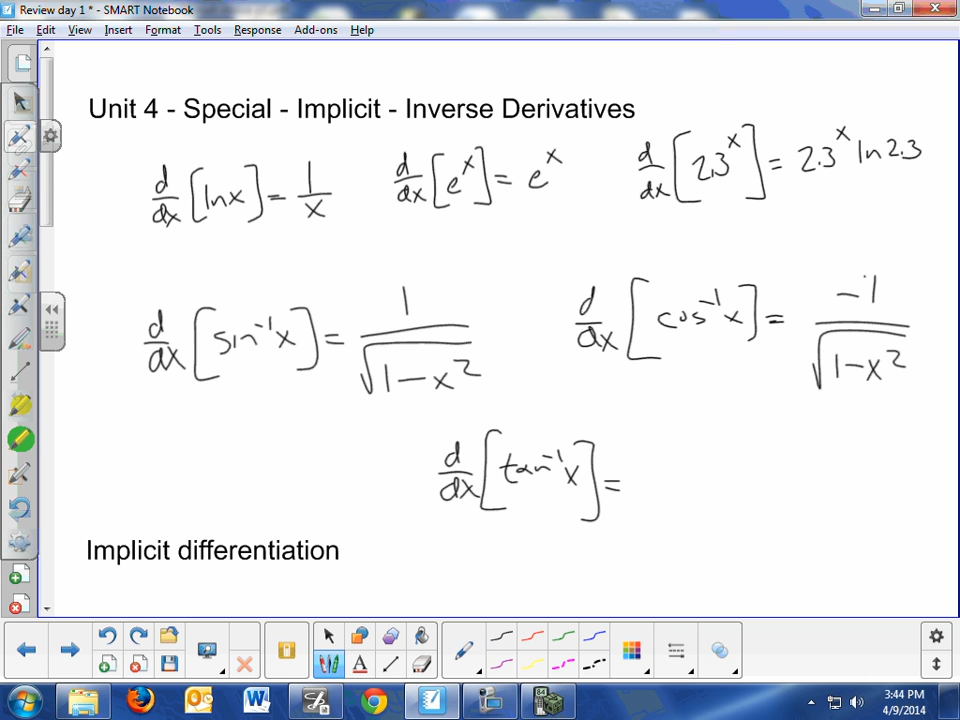 Review day 1 * - SMART Notebook
File Edit View Insert Format Tools Response Add-ons Help
Unit 4 - Special - Implicit - Inverse Derivatives
d/dx [ln x] = 1/x   d/dx [e^x] = e^x   d/dx [2.3^x] = 2.3^x ln 2.3
d/dx [sin⁻¹x] = 1/√(1-x²)   d/dx [cos⁻¹x] = -1/√(1-x²)
d/dx [tan⁻¹x] =
Implicit differentiation
3:44 PM
4/9/2014